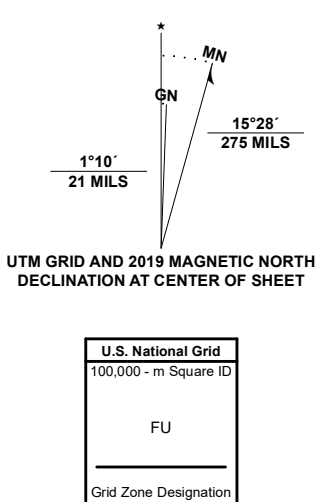 ★
MN
GN
15°28´
275 MILS
1°10´
21 MILS
UTM GRID AND 2019 MAGNETIC NORTH
DECLINATION AT CENTER OF SHEET
U.S. National Grid
100,000 - m Square ID
FU
Grid Zone Designation